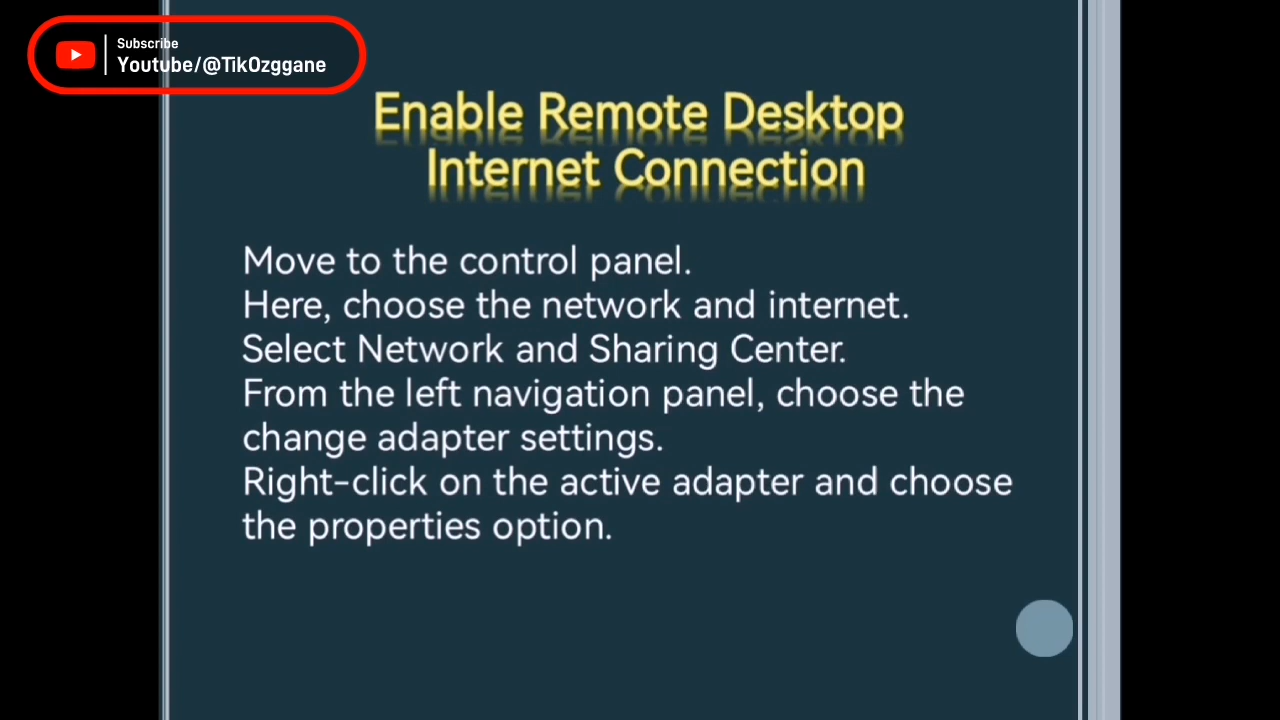 Subscribe
Youtube/@TikOzggane
Enable Remote Desktop
Internet Connection
Move to the control panel.
Here, choose the network and internet.
Select Network and Sharing Center.
From the left navigation panel, choose the
change adapter settings.
Right-click on the active adapter and choose
the properties option.